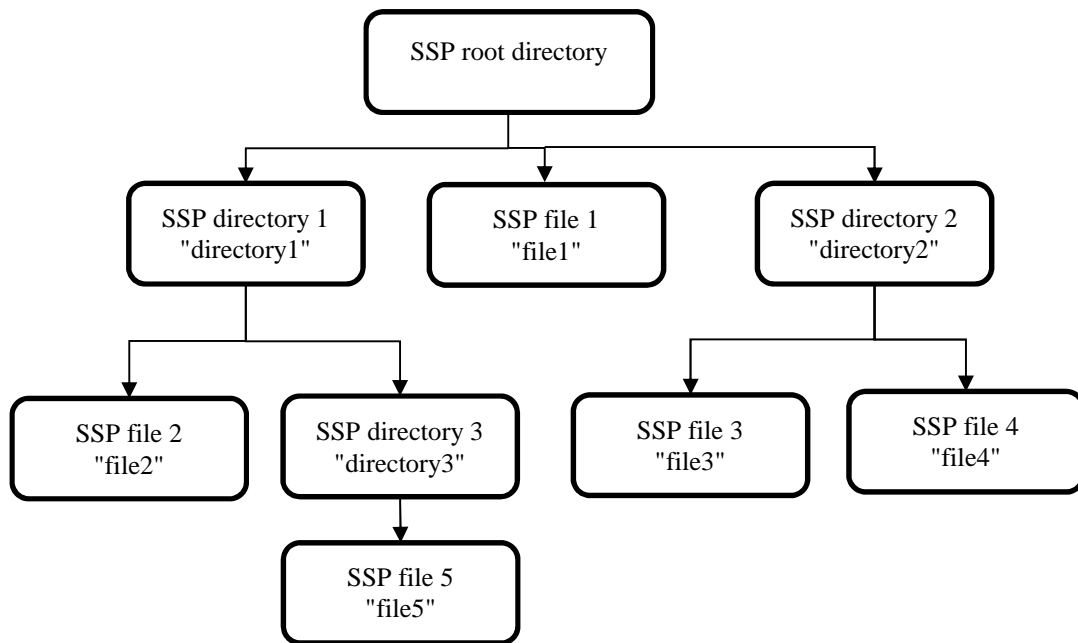 SSP root directory
SSP directory 1
"directory1"
SSP file 1
"file1"
SSP directory 2
"directory2"
SSP file 2
"file2"
SSP directory 3
"directory3"
SSP file 3
"file3"
SSP file 4
"file4"
SSP file 5
"file5"